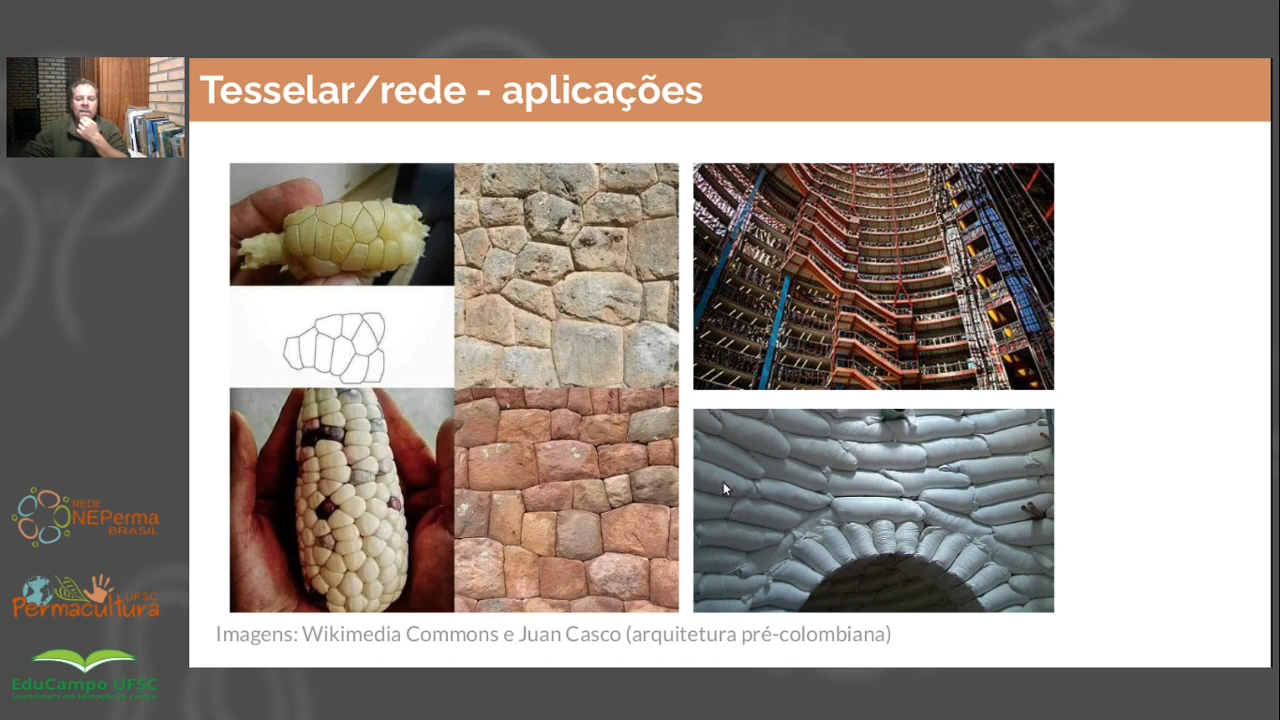 Tesselar/rede - aplicações
REDE
NEPerma
BRASIL
UFSC
Permacultura
EduCampo UFSC
Licenciatura em Educação do Campo
Imagens: Wikimedia Commons e Juan Casco (arquitetura pré-colombiana)